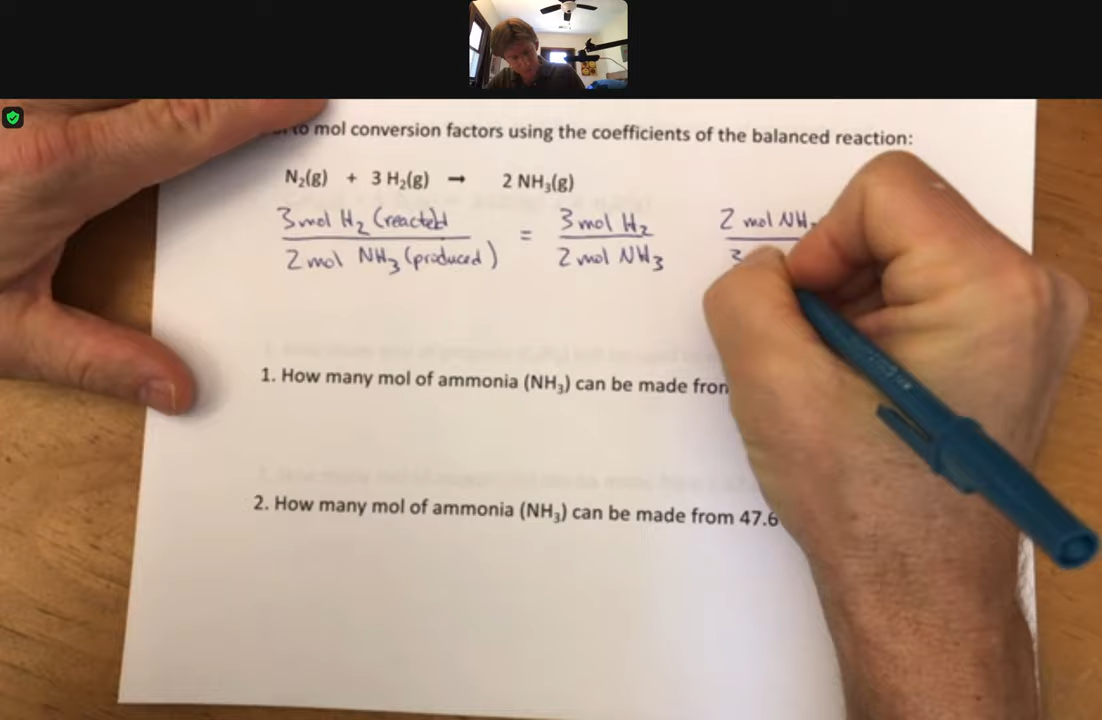 to mol conversion factors using the coefficients of the balanced reaction:
N₂(g) + 3 H₂(g) → 2 NH₃(g)
3 mol H₂ (reacted) = 3 mol H₂ 2 mol NH
2 mol NH₃ (produced) 2 mol NH₃
1. How many mol of ammonia (NH₃) can be made from
2. How many mol of ammonia (NH₃) can be made from 47.6